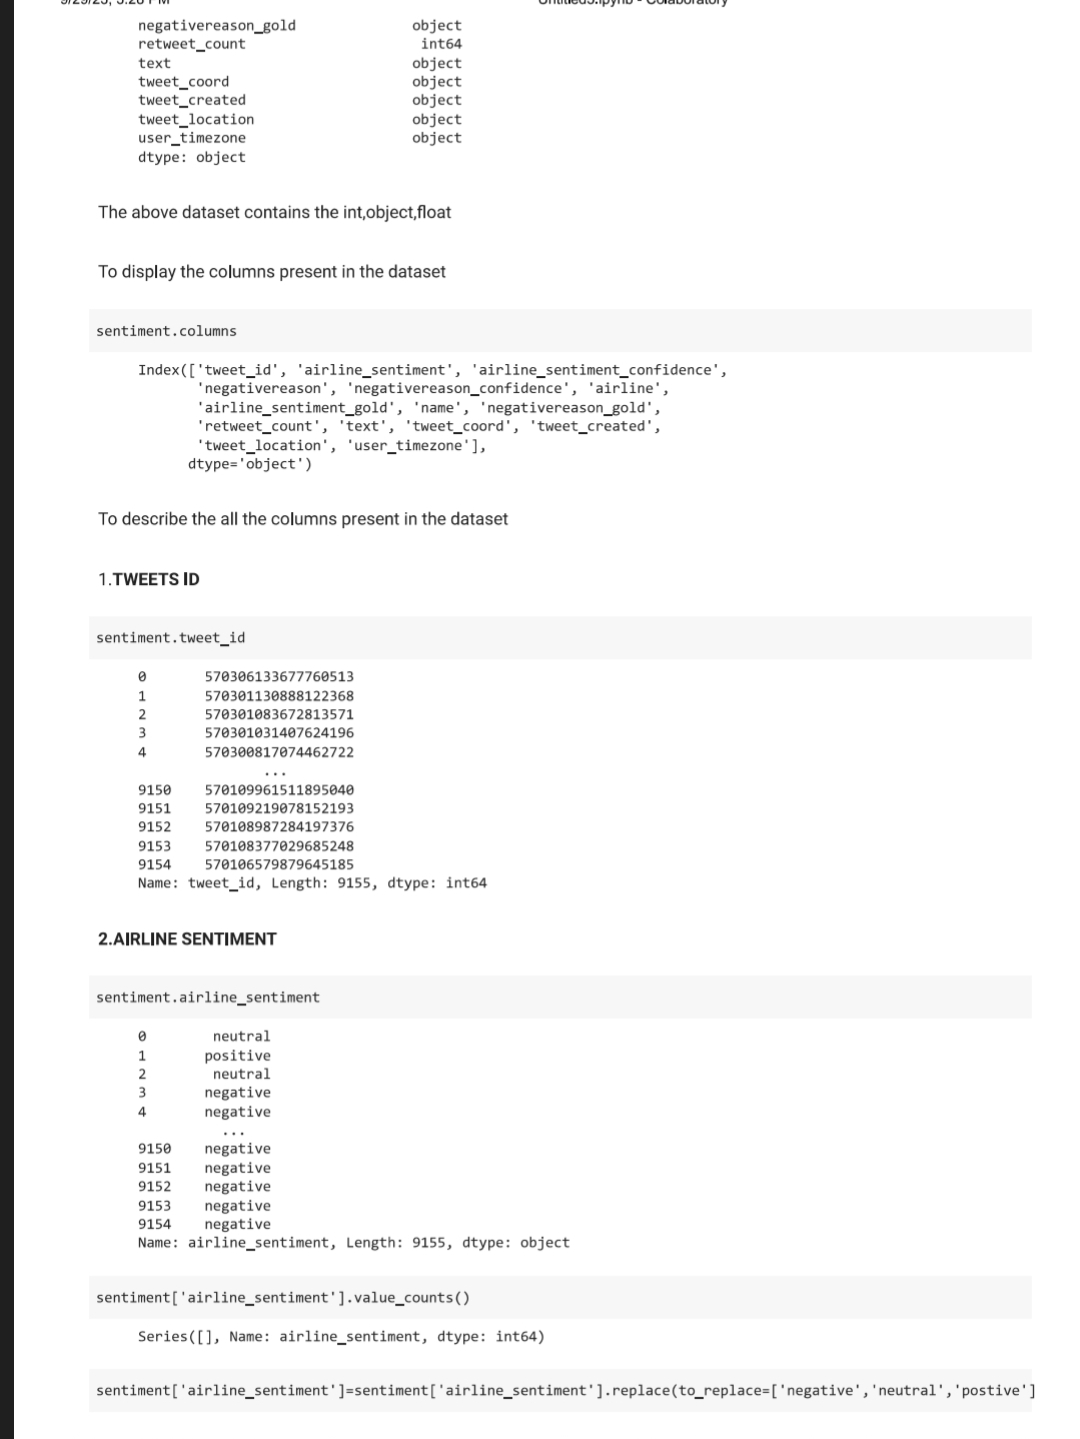 negativereason_gold object
retweet_count int64
text object
tweet_coord object
tweet_created object
tweet_location object
user_timezone object
dtype: object
The above dataset contains the int,object,float
To display the columns present in the dataset
sentiment.columns
Index(['tweet_id', 'airline_sentiment', 'airline_sentiment_confidence',
'negativereason', 'negativereason_confidence', 'airline',
'airline_sentiment_gold', 'name', 'negativereason_gold',
'retweet_count', 'text', 'tweet_coord', 'tweet_created',
'tweet_location', 'user_timezone'],
dtype='object')
To describe the all the columns present in the dataset
1.TWEETS ID
sentiment.tweet_id
0 570306133677760513
1 570301130888122368
2 570301083672813571
3 570301031407624196
4 570300817074462722
...
9150 570109961511895040
9151 570109219078152193
9152 570108987284197376
9153 570108377029685248
9154 570106579879645185
Name: tweet_id, Length: 9155, dtype: int64
2.AIRLINE SENTIMENT
sentiment.airline_sentiment
0 neutral
1 positive
2 neutral
3 negative
4 negative
...
9150 negative
9151 negative
9152 negative
9153 negative
9154 negative
Name: airline_sentiment, Length: 9155, dtype: object
sentiment['airline_sentiment'].value_counts()
Series([], Name: airline_sentiment, dtype: int64)
sentiment['airline_sentiment']=sentiment['airline_sentiment'].replace(to_replace=['negative','neutral','postive']